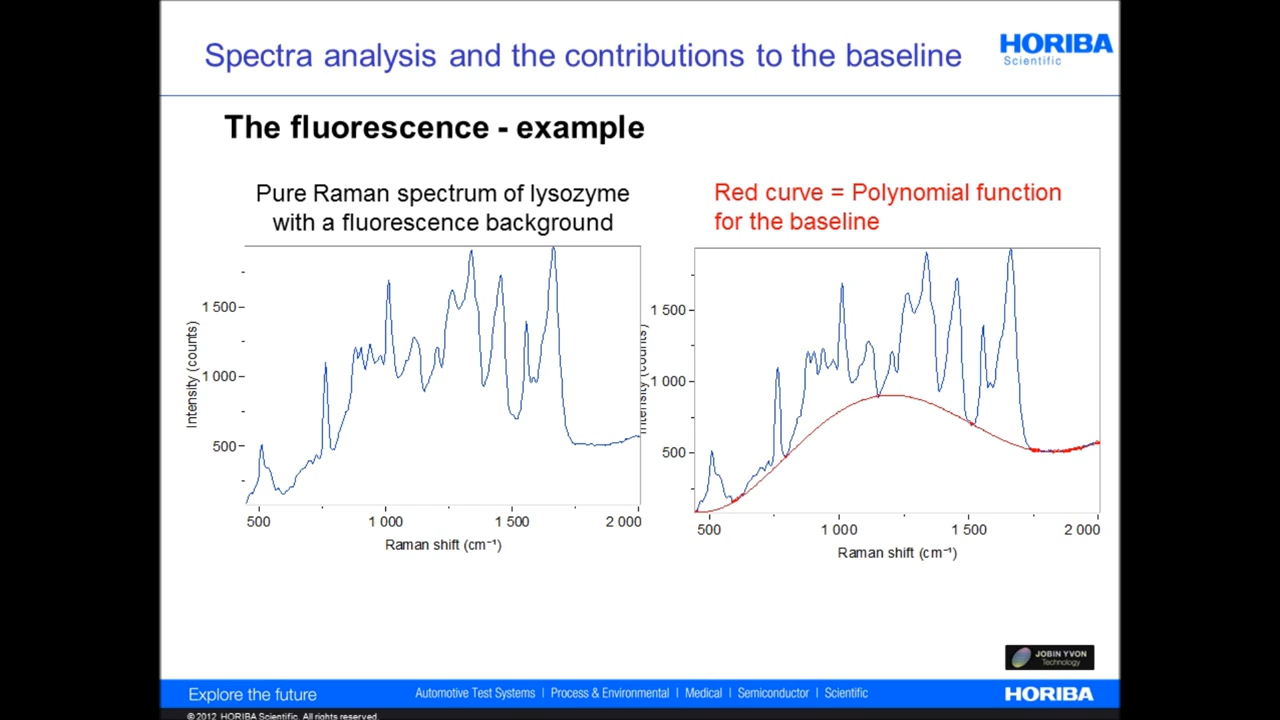 Spectra analysis and the contributions to the baseline
HORIBA
Scientific
The fluorescence - example
Pure Raman spectrum of lysozyme
with a fluorescence background
Red curve = Polynomial function
for the baseline
Intensity (counts)
1 500
1 000
500
500
1 000
1 500
2 000
Raman shift (cm⁻¹)
Intensity (counts)
1 500
1 000
500
500
1 000
1 500
2 000
Raman shift (cm⁻¹)
JOBIN YVON
Technology
Explore the future
Automotive Test Systems | Process & Environmental | Medical | Semiconductor | Scientific
HORIBA
© 2012 HORIBA Scientific. All rights reserved.